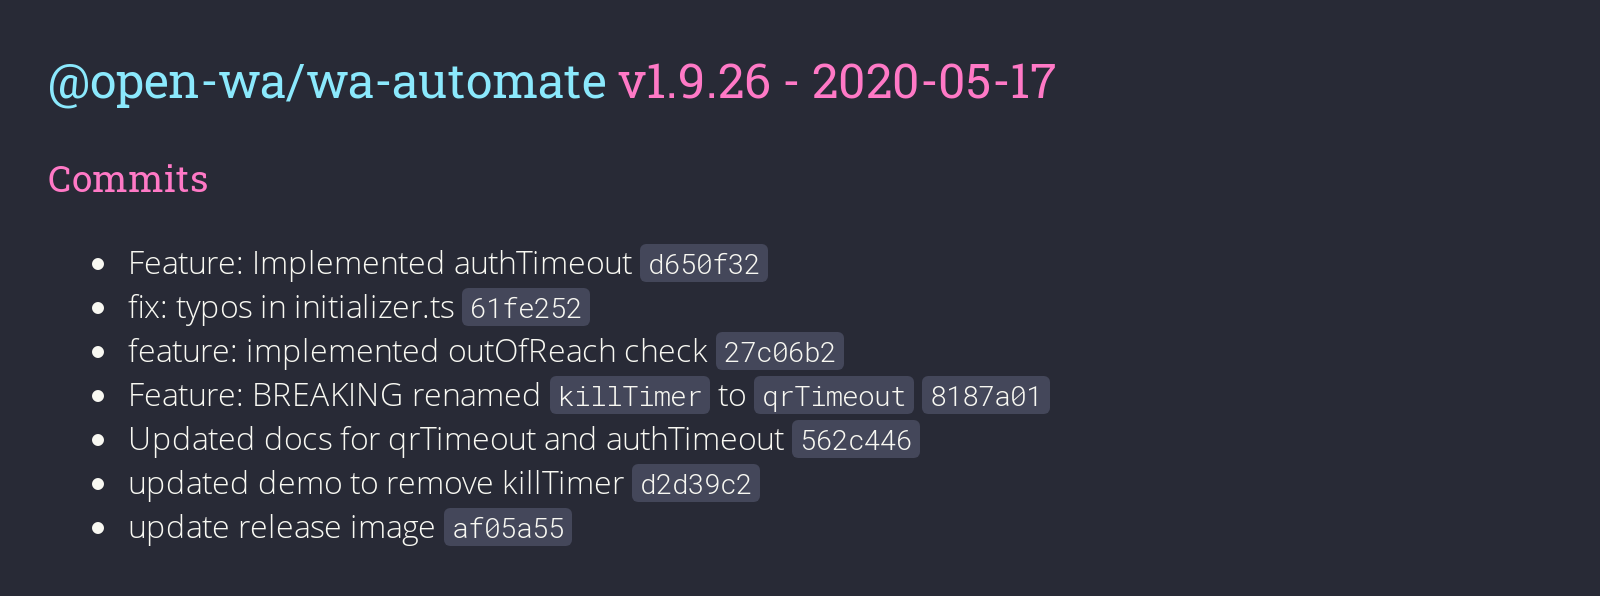 @open-wa/wa-automate v1.9.26 - 2020-05-17
Commits
Feature: Implemented authTimeout d650f32
fix: typos in initializer.ts 61fe252
feature: implemented outOfReach check 27c06b2
Feature: BREAKING renamed killTimer to qrTimeout 8187a01
Updated docs for qrTimeout and authTimeout 562c446
updated demo to remove killTimer d2d39c2
update release image af05a55